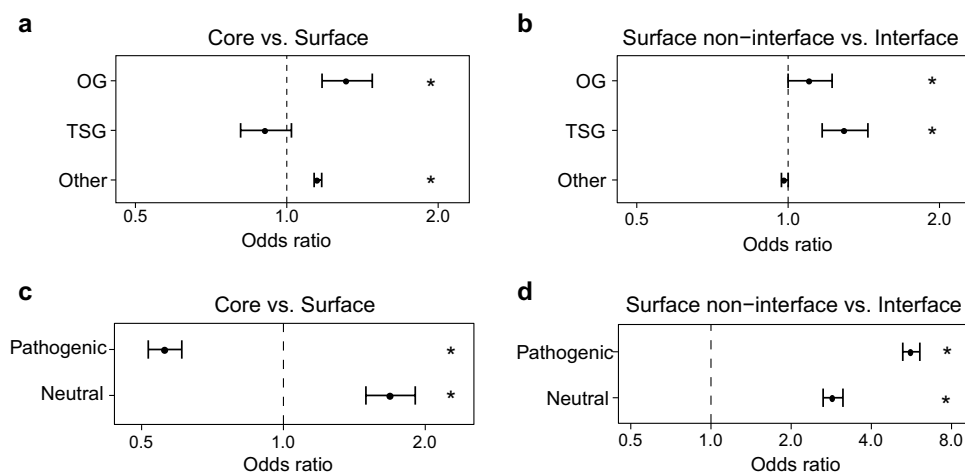 a
Core vs. Surface
OG
*
TSG
Other
*
0.5 1.0 2.0
Odds ratio
b
Surface non−interface vs. Interface
OG
*
TSG
*
Other
0.5 1.0 2.0
Odds ratio
c
Core vs. Surface
Pathogenic
*
Neutral
*
0.5 1.0 2.0
Odds ratio
d
Surface non−interface vs. Interface
Pathogenic
*
Neutral
*
0.5 1.0 2.0 4.0 8.0
Odds ratio